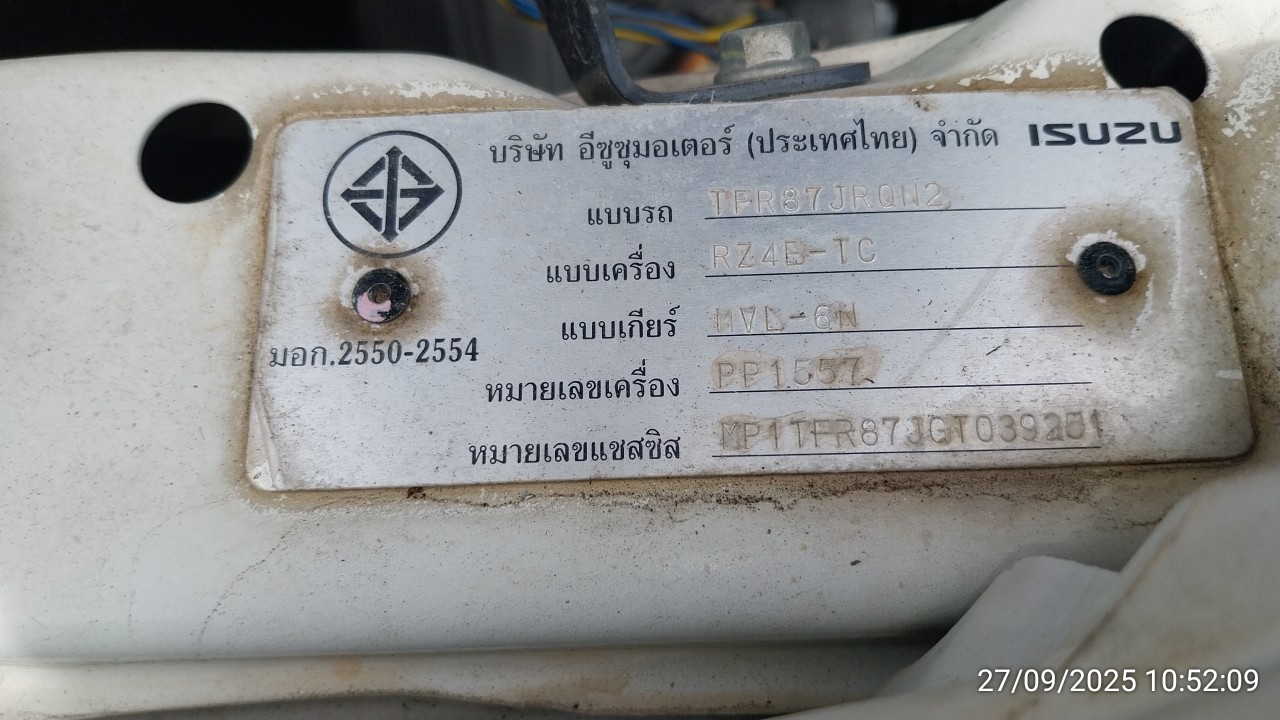 บริษัท อีซูซุมอเตอร์ (ประเทศไทย) จำกัด ISUZU
แบบรถ TFR87JRQN2
แบบเครื่อง RZ4E-TC
แบบเกียร์ MVL-6N
มอก.2550-2554
หมายเลขเครื่อง PP1557
หมายเลขแชสซิส MP1TFR87JGT039251
27/09/2025 10:52:09